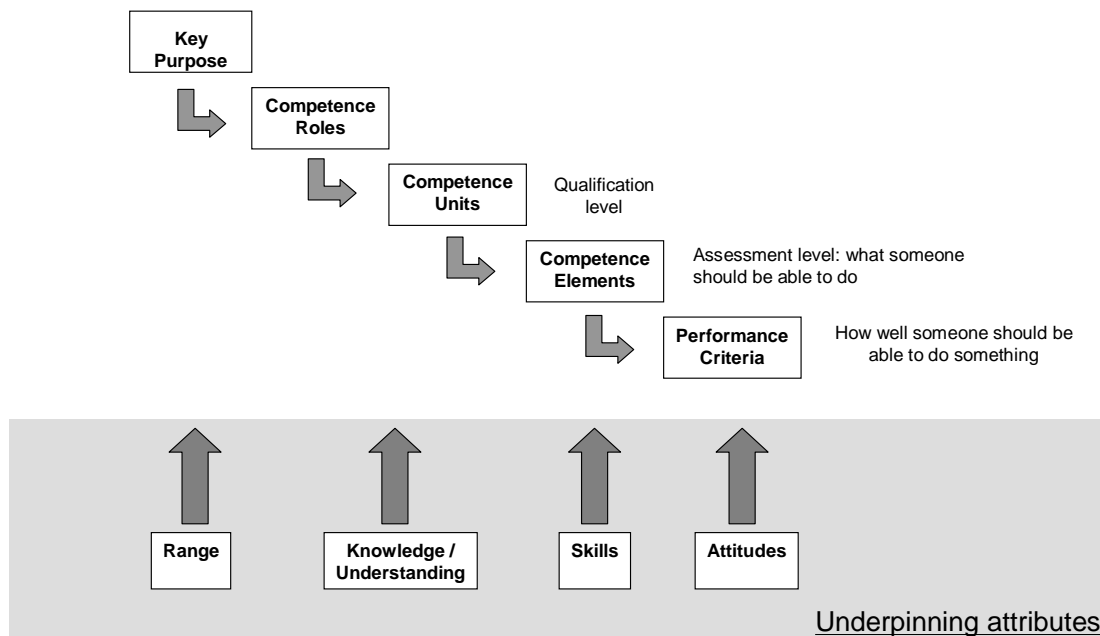 Key
Purpose
Competence
Roles
Competence
Units
Qualification
level
Competence
Elements
Assessment level: what someone
should be able to do
Performance
Criteria
How well someone should be
able to do something
Range
Knowledge /
Understanding
Skills
Attitudes
Underpinning attributes